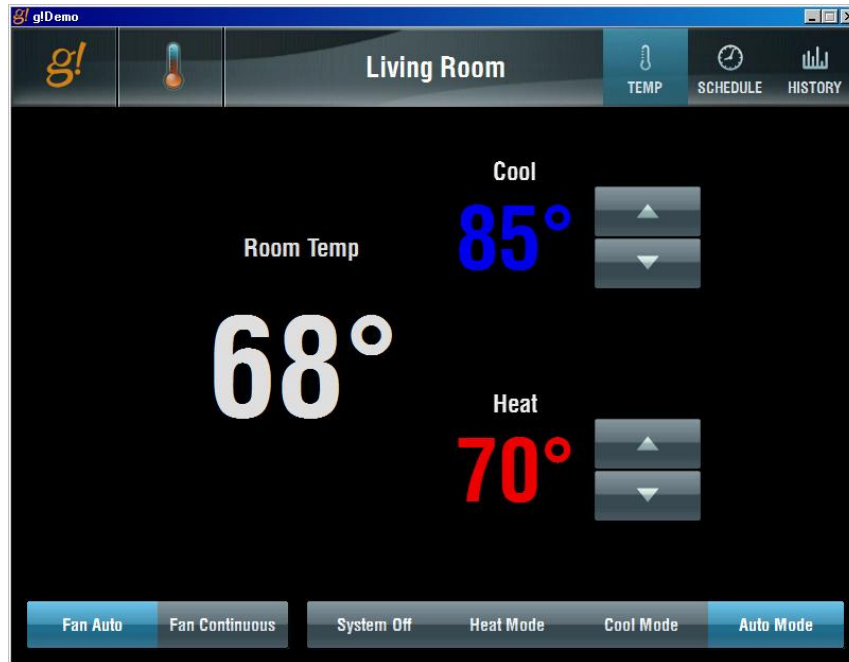 g! g!Demo
g!
Living Room
TEMP
SCHEDULE
HISTORY
Cool
85°
Room Temp
68°
Heat
70°
Fan Auto
Fan Continuous
System Off
Heat Mode
Cool Mode
Auto Mode